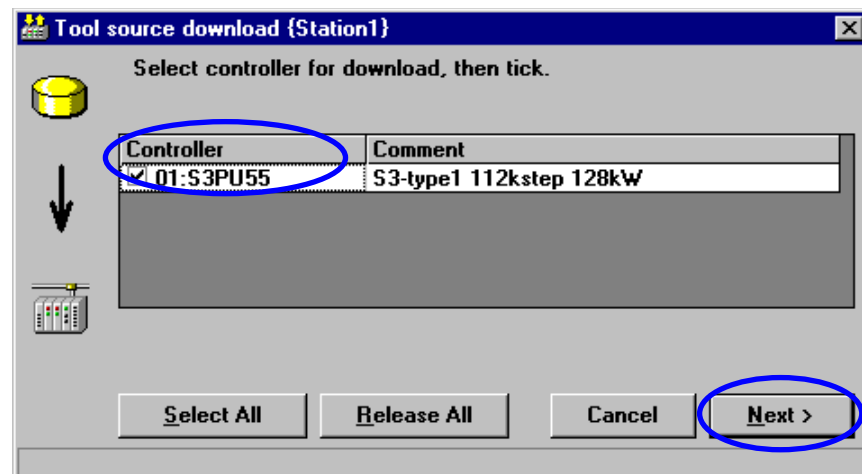 Tool source download {Station1}
Select controller for download, then tick.
Controller Comment
01:S3PU55 S3-type1 112kstep 128kW
Select All Release All Cancel Next >